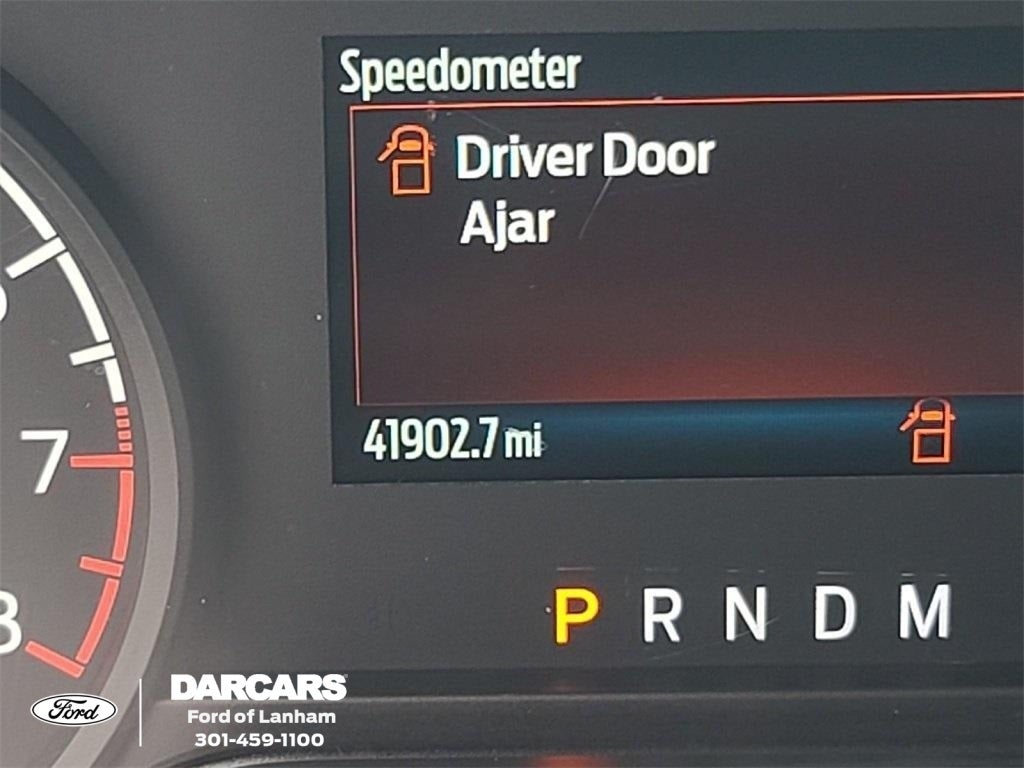 Speedometer
Driver Door
Ajar
41902.7 mi
7
8
P R N D M
Ford
DARCARS
Ford of Lanham
301-459-1100